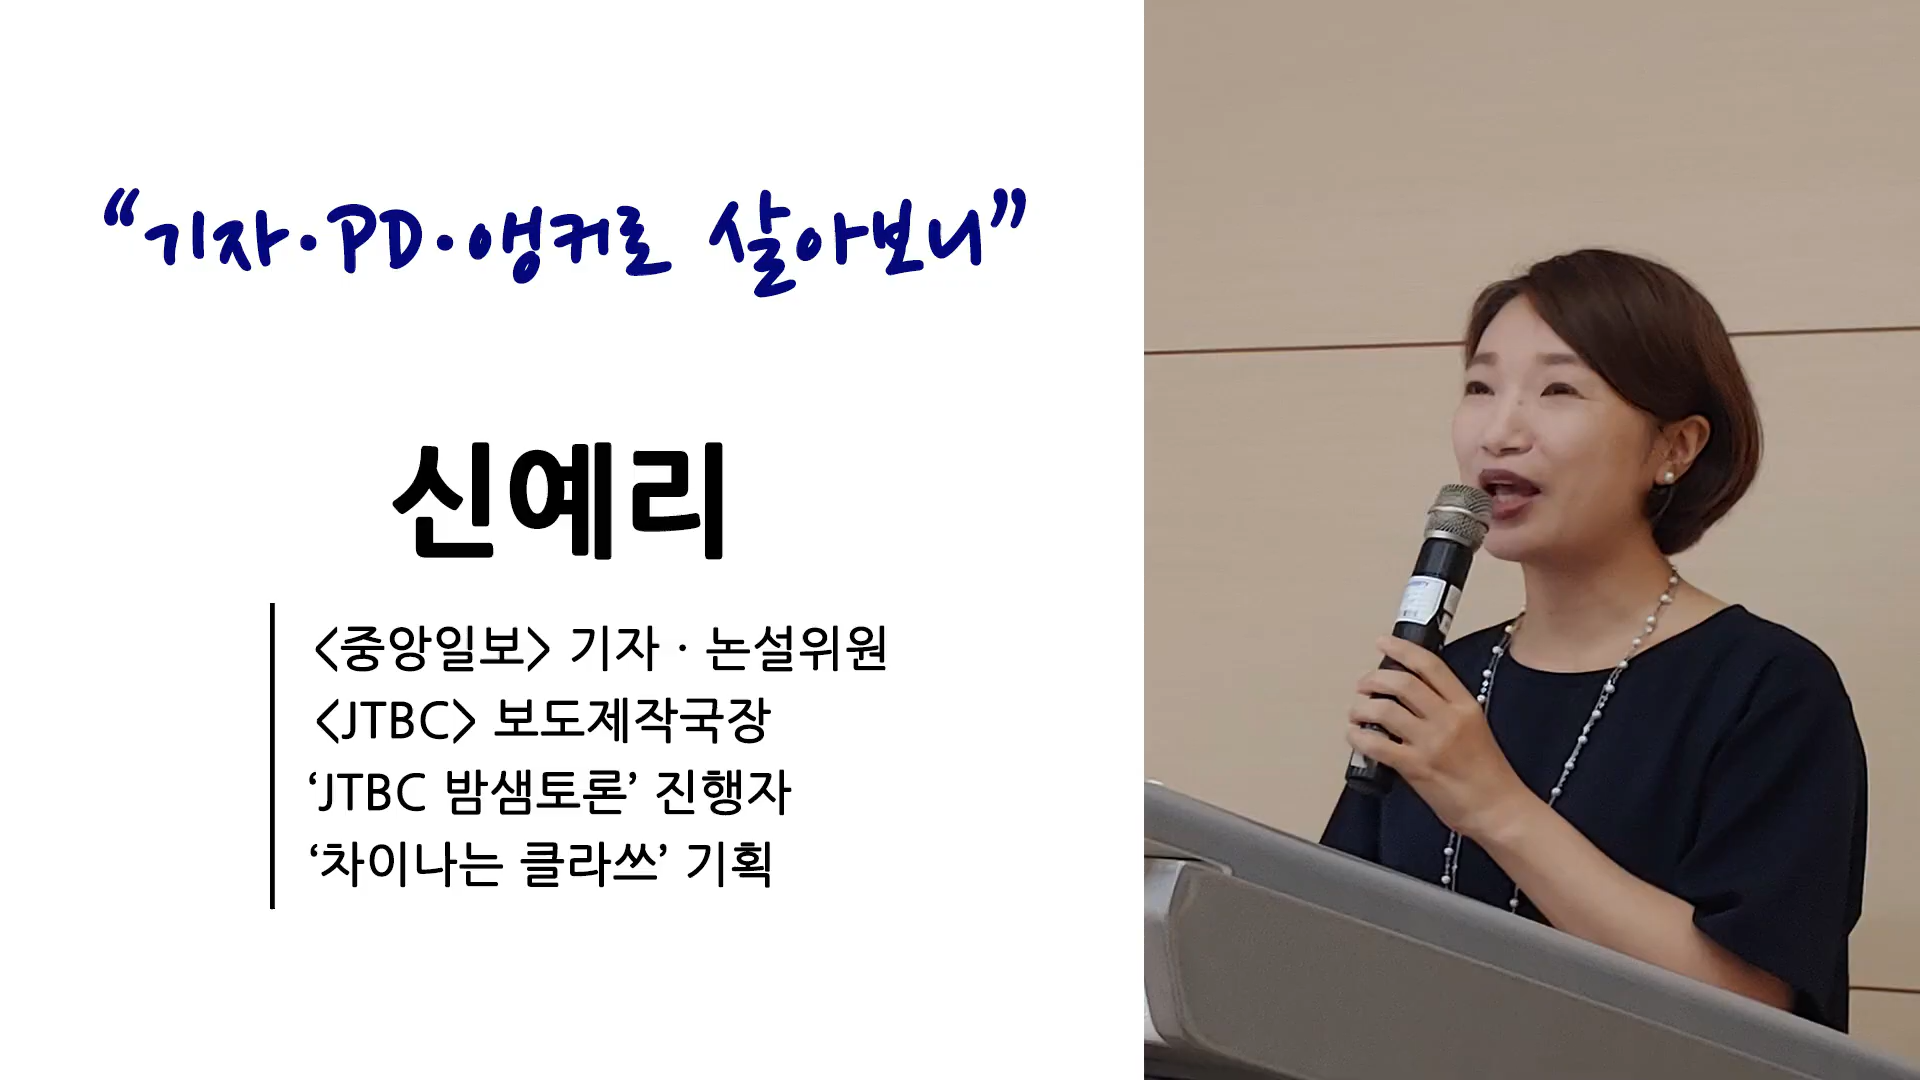 “기자·PD·앵커로 살아보니”
신예리
<중앙일보> 기자 · 논설위원
<JTBC> 보도제작국장
‘JTBC 밤샘토론’ 진행자
‘차이나는 클라쓰’ 기획